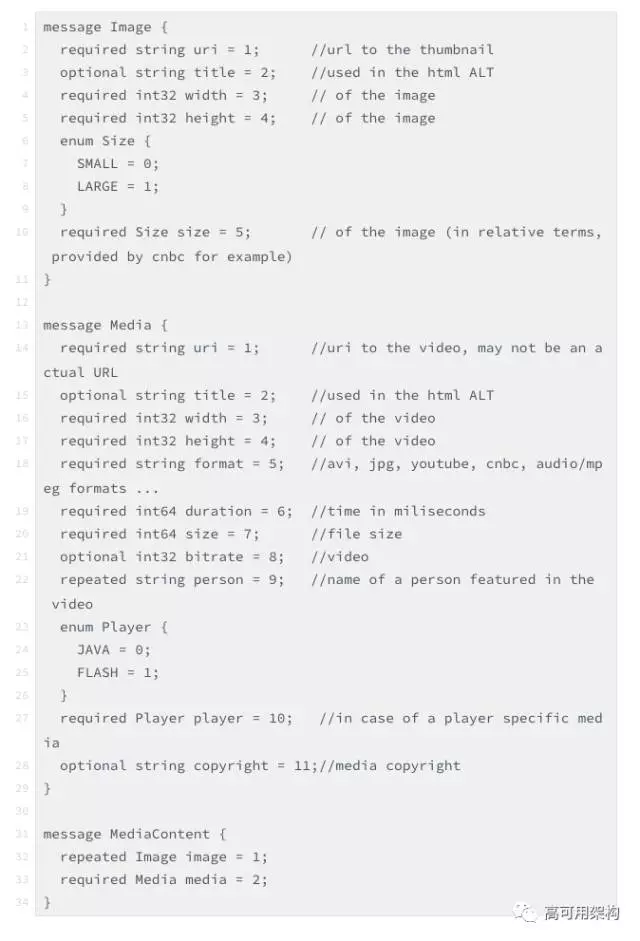 1 message Image {
2 required string uri = 1; //url to the thumbnail
3 optional string title = 2; //used in the html ALT
4 required int32 width = 3; // of the image
5 required int32 height = 4; // of the image
6 enum Size {
7 SMALL = 0;
8 LARGE = 1;
9 }
10 required Size size = 5; // of the image (in relative terms,
provided by cnbc for example)
11 }
12
13 message Media {
14 required string uri = 1; //uri to the video, may not be an a
ctual URL
15 optional string title = 2; //used in the html ALT
16 required int32 width = 3; // of the video
17 required int32 height = 4; // of the video
18 required string format = 5; //avi, jpg, youtube, cnbc, audio/mp
eg formats ...
19 required int64 duration = 6; //time in miliseconds
20 required int64 size = 7; //file size
21 optional int32 bitrate = 8; //video
22 repeated string person = 9; //name of a person featured in the
video
23 enum Player {
24 JAVA = 0;
25 FLASH = 1;
26 }
27 required Player player = 10; //in case of a player specific med
ia
28 optional string copyright = 11;//media copyright
29 }
30
31 message MediaContent {
32 repeated Image image = 1;
33 required Media media = 2;
34 }
高可用架构